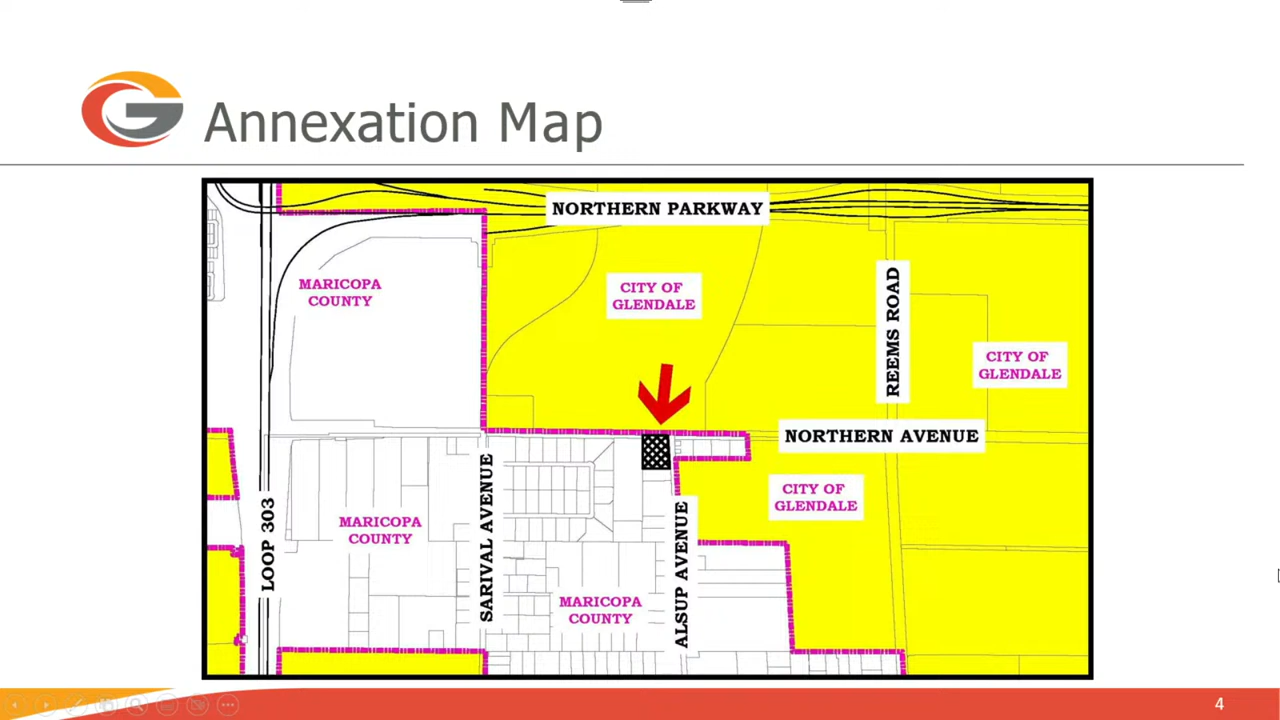 Annexation Map
NORTHERN PARKWAY
MARICOPA
COUNTY
CITY OF
GLENDALE
REEMS ROAD
CITY OF
GLENDALE
NORTHERN AVENUE
CITY OF
GLENDALE
LOOP 303
MARICOPA
COUNTY
SARIVAL AVENUE
MARICOPA
COUNTY
ALSUP AVENUE
4